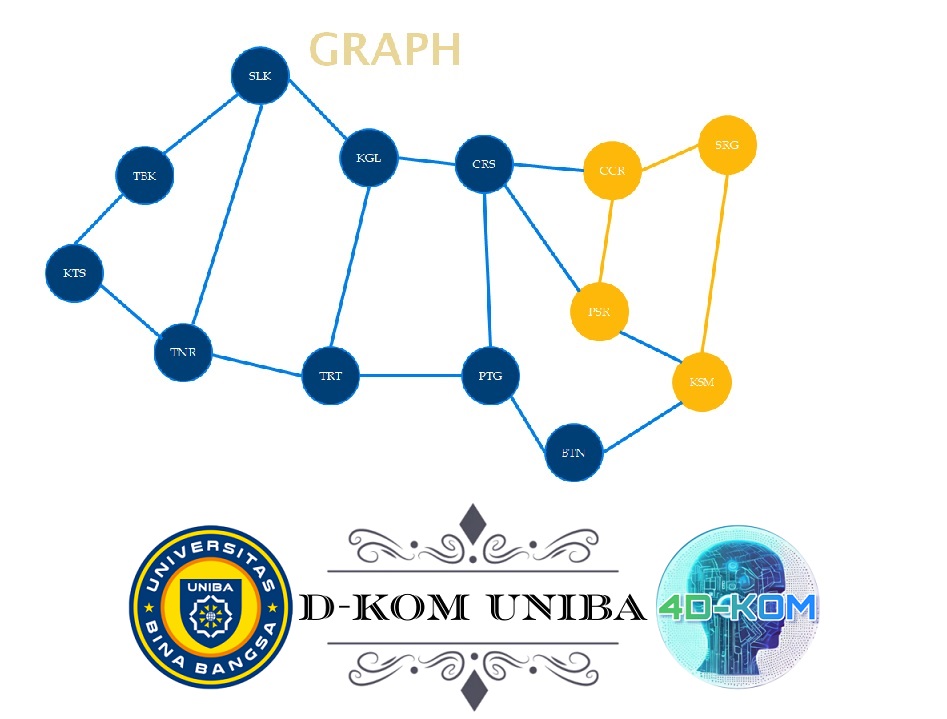 GRAPH
SLK
KGL
CRS
CCR
SRG
TBK
KTS
TNR
TRT
PTG
PSR
KSM
BTN
UNIVERSITAS
UNIBA
BINA BANGSA
D-KOM UNIBA
4D-KOM